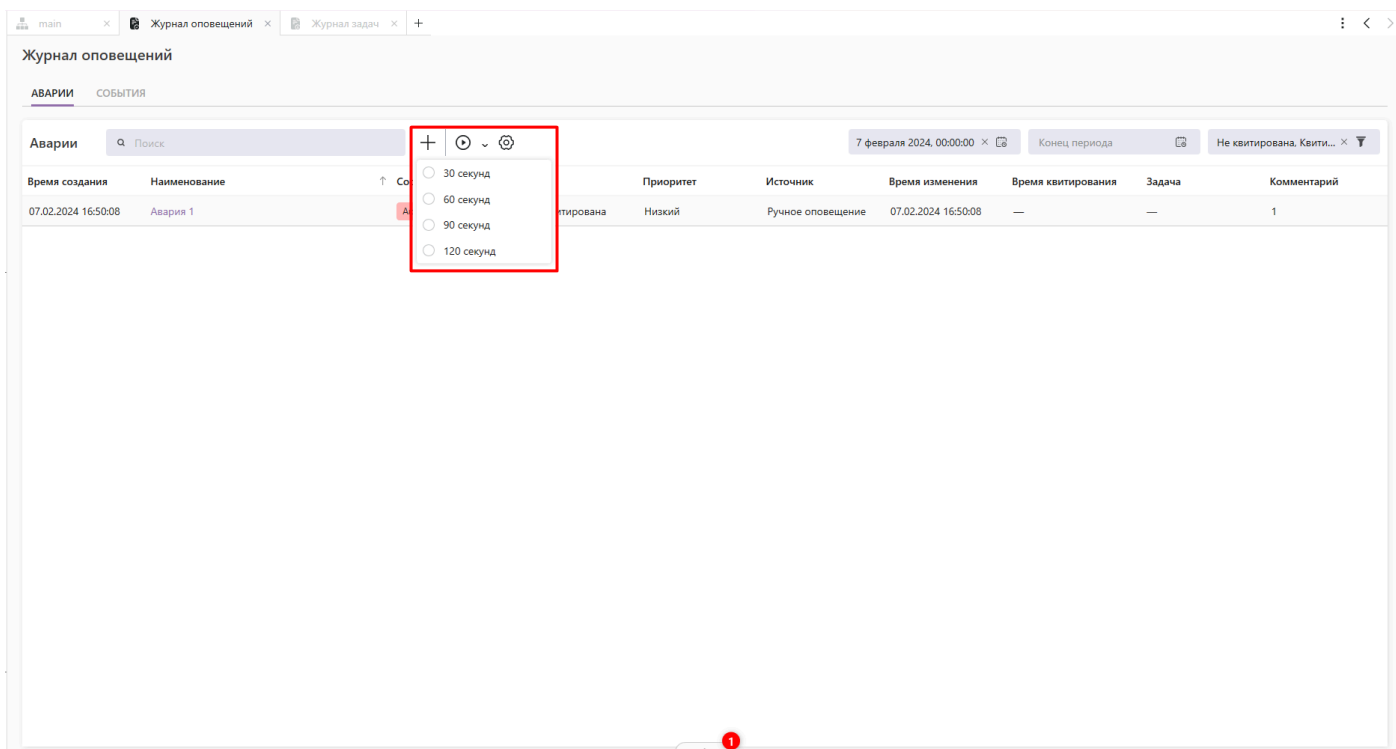 main Журнал оповещений Журнал задач
Журнал оповещений
АВАРИИ СОБЫТИЯ
Аварии Поиск 7 февраля 2024, 00:00:00 Конец периода Не квитирована, Квити...
Время создания Наименование Приоритет Источник Время изменения Время квитирования Задача Комментарий
07.02.2024 16:50:08 Авария 1 Низкий Ручное оповещение 07.02.2024 16:50:08 — — 1
30 секунд
60 секунд
90 секунд
120 секунд
1